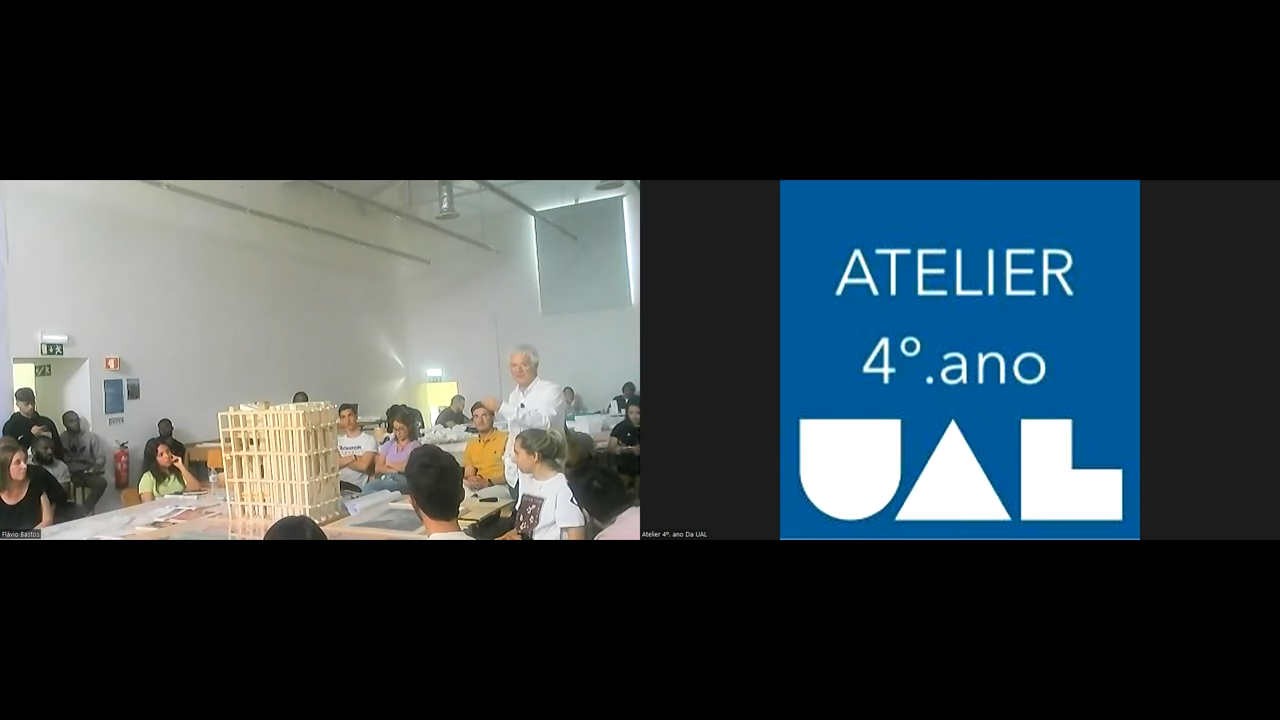 Flávio Bastos
ATELIER
4º.ano
UAL
Atelier 4º. ano Da UAL